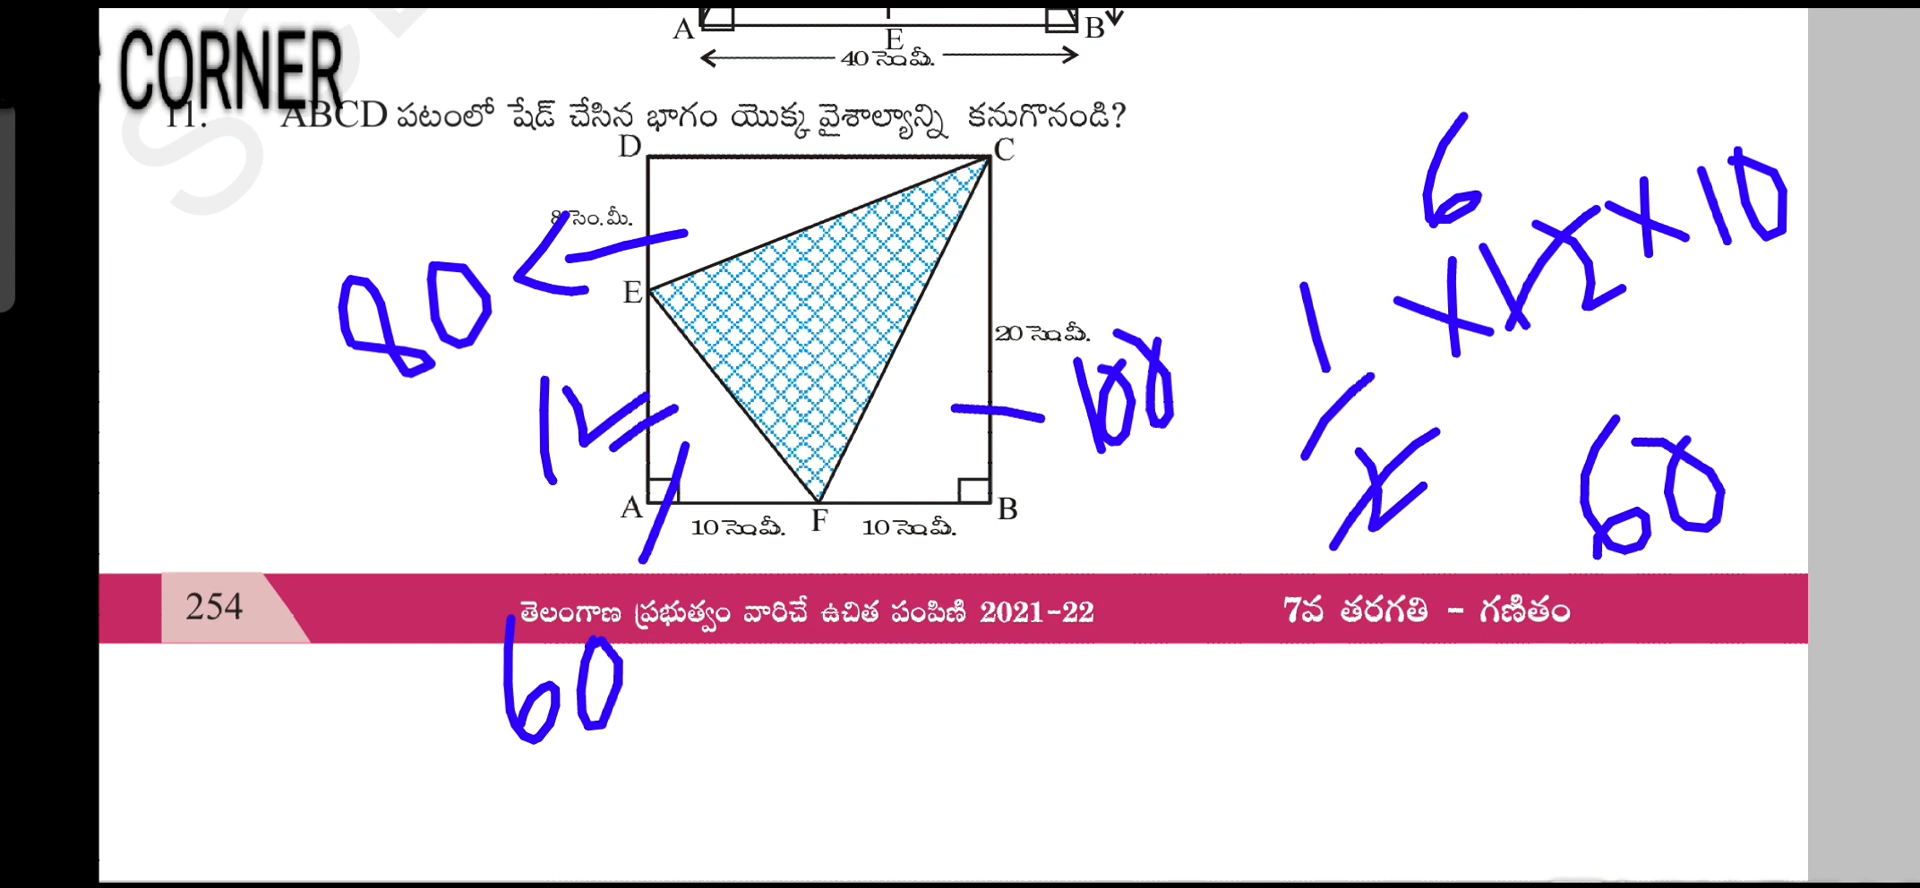 A E B
40 సెం.మీ.
CORNER
11. ABCD పటంలో షేడ్ చేసిన భాగం యొక్క వైశాల్యాన్ని కనుగొనండి?
D C
6
1/2 × 12 × 10
8 సెం.మీ.
80
E
20 సెం.మీ.
100
12
60
A F B
10 సెం.మీ. 10 సెం.మీ.
254 తెలంగాణ ప్రభుత్వం వారిచే ఉచిత పంపిణి 2021-22 7వ తరగతి - గణితం
60